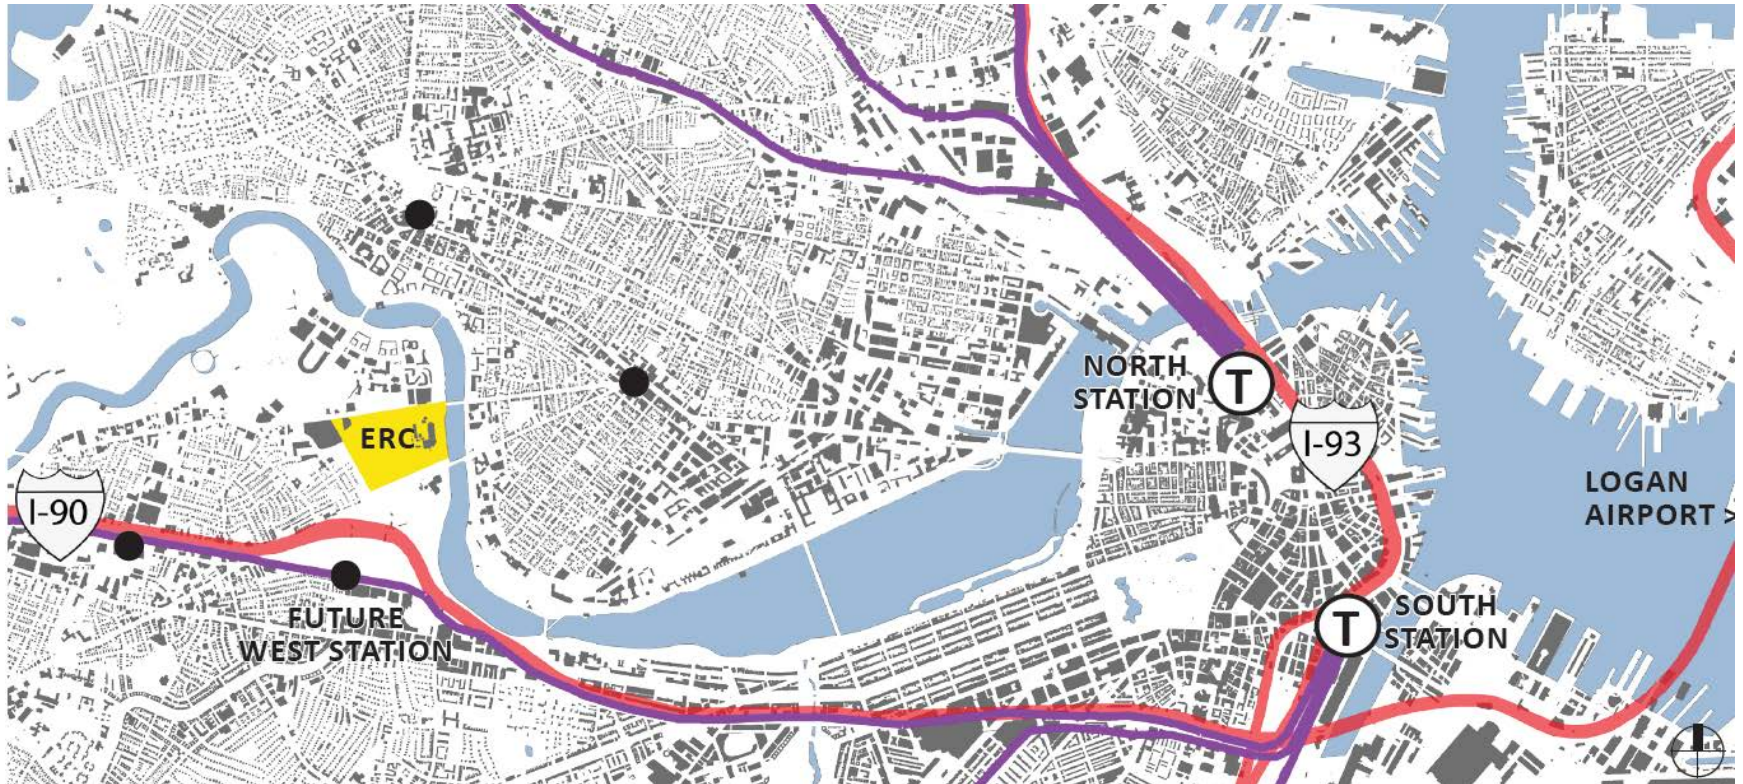 NORTH
STATION
T
I-93
ERC
LOGAN
AIRPORT >
I-90
FUTURE
WEST STATION
T
SOUTH
STATION